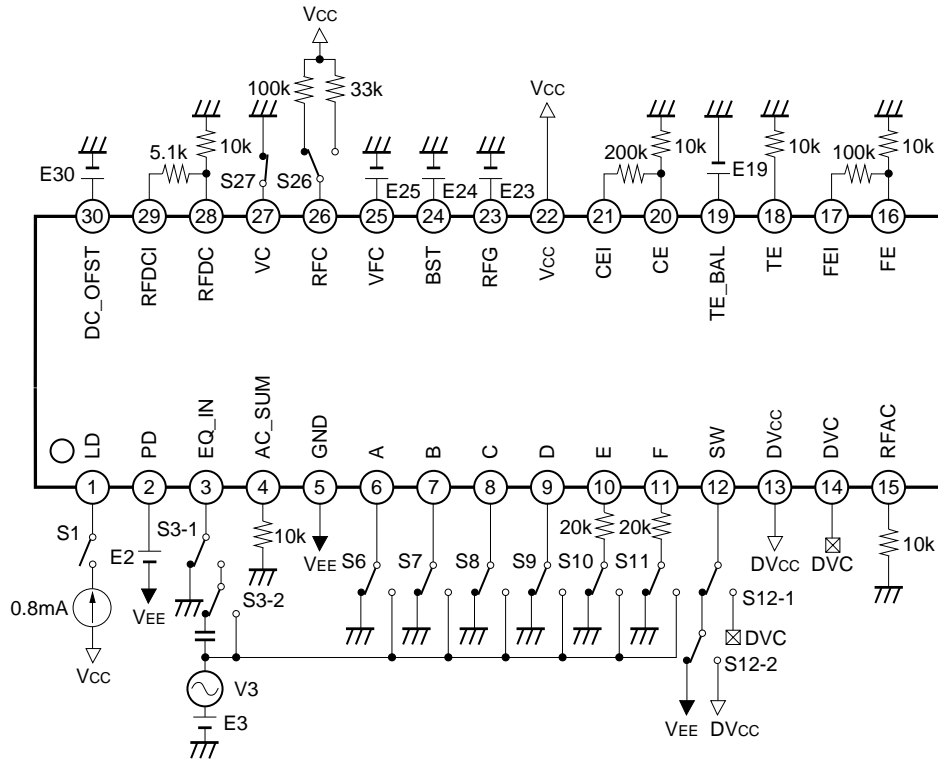 VCC
100k
33k
VCC
5.1k
10k
S27
S26
E30
E25
E24
E23
200k
10k
E19
10k
100k
10k
30
29
28
27
26
25
24
23
22
21
20
19
18
17
16
DC_OFST
RFDCI
RFDC
VC
RFC
VFC
BST
RFG
VCC
CEI
CE
TE_BAL
TE
FEI
FE
LD
PD
EQ_IN
AC_SUM
GND
A
B
C
D
E
F
SW
DVCC
DVC
RFAC
1
2
3
4
5
6
7
8
9
10
11
12
13
14
15
S1
E2
S3-1
10k
VEE
S6
S7
S8
S9
S10
20k
S11
20k
DVCC
DVC
10k
0.8mA
VEE
S3-2
S12-1
DVC
S12-2
VCC
V3
E3
VEE
DVCC